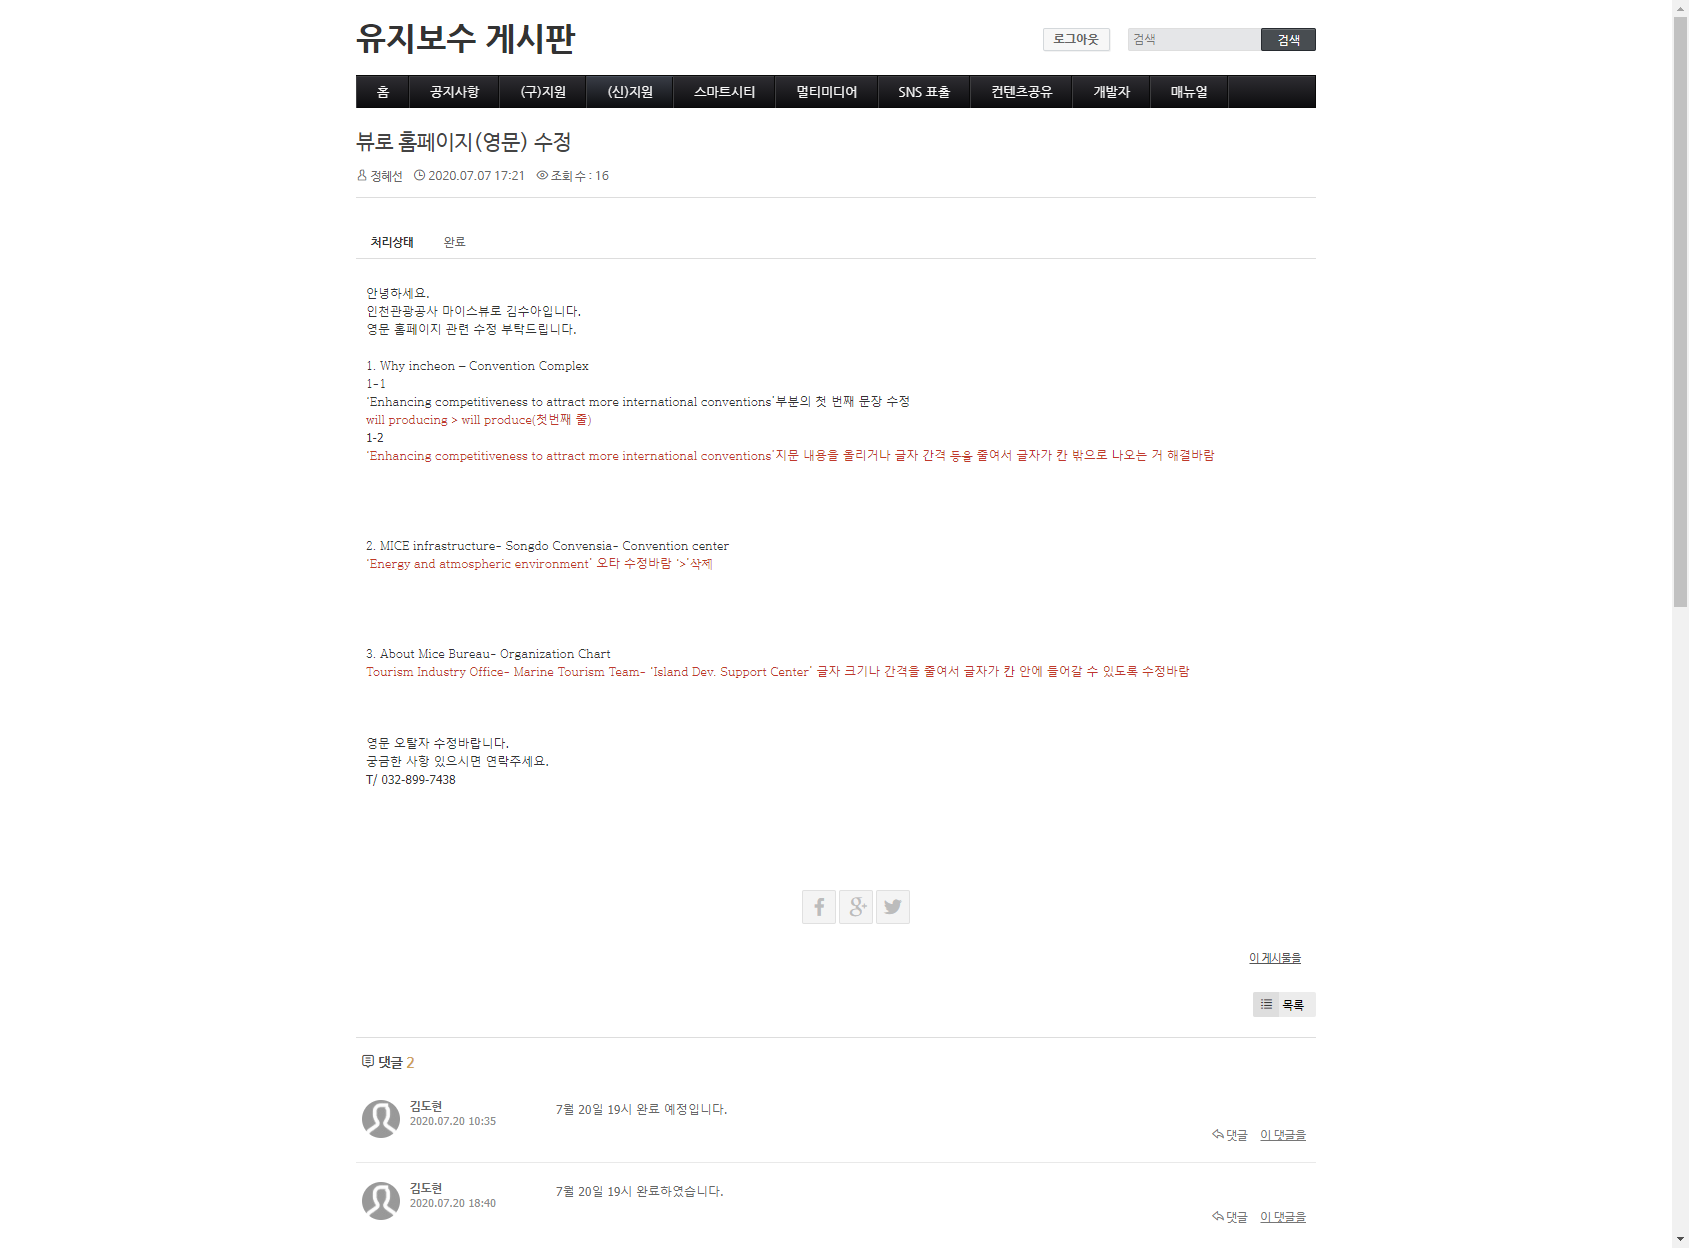 유지보수 게시판
로그아웃 검색 검색
홈 공지사항 (구)지원 (신)지원 스마트시티 멀티미디어 SNS 표출 컨텐츠공유 개발자 매뉴얼
뷰로 홈페이지(영문) 수정
정혜선 2020.07.07 17:21 조회 수 : 16
처리상태 완료
안녕하세요.
인천관광공사 마이스뷰로 김수아입니다.
영문 홈페이지 관련 수정 부탁드립니다.
1. Why incheon – Convention Complex
1-1
‘Enhancing competitiveness to attract more international conventions’부분의 첫 번째 문장 수정
will producing > will produce(첫번째 줄)
1-2
‘Enhancing competitiveness to attract more international conventions’지문 내용을 올리거나 글자 간격 등을 줄여서 글자가 칸 밖으로 나오는 거 해결바람
2. MICE infrastructure- Songdo Convensia- Convention center
‘Energy and atmospheric environment’ 오타 수정바람 ‘>’삭제
3. About Mice Bureau- Organization Chart
Tourism Industry Office- Marine Tourism Team- ‘Island Dev. Support Center’ 글자 크기나 간격을 줄여서 글자가 칸 안에 들어갈 수 있도록 수정바람
영문 오탈자 수정바랍니다.
궁금한 사항 있으시면 연락주세요.
T/ 032-899-7438
이 게시물을
목록
댓글 2
김도현 7월 20일 19시 완료 예정입니다.
2020.07.20 10:35
댓글 이 댓글을
김도현 7월 20일 19시 완료하였습니다.
2020.07.20 18:40
댓글 이 댓글을